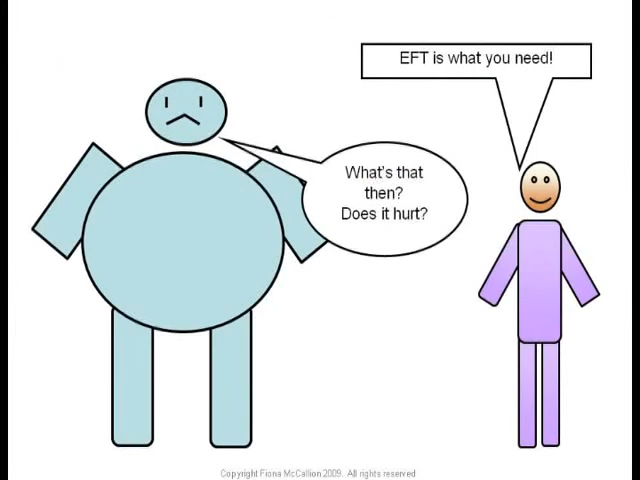 EFT is what you need!
What's that
then?
Does it hurt?
Copyright Fiona McCallion 2009. All rights reserved